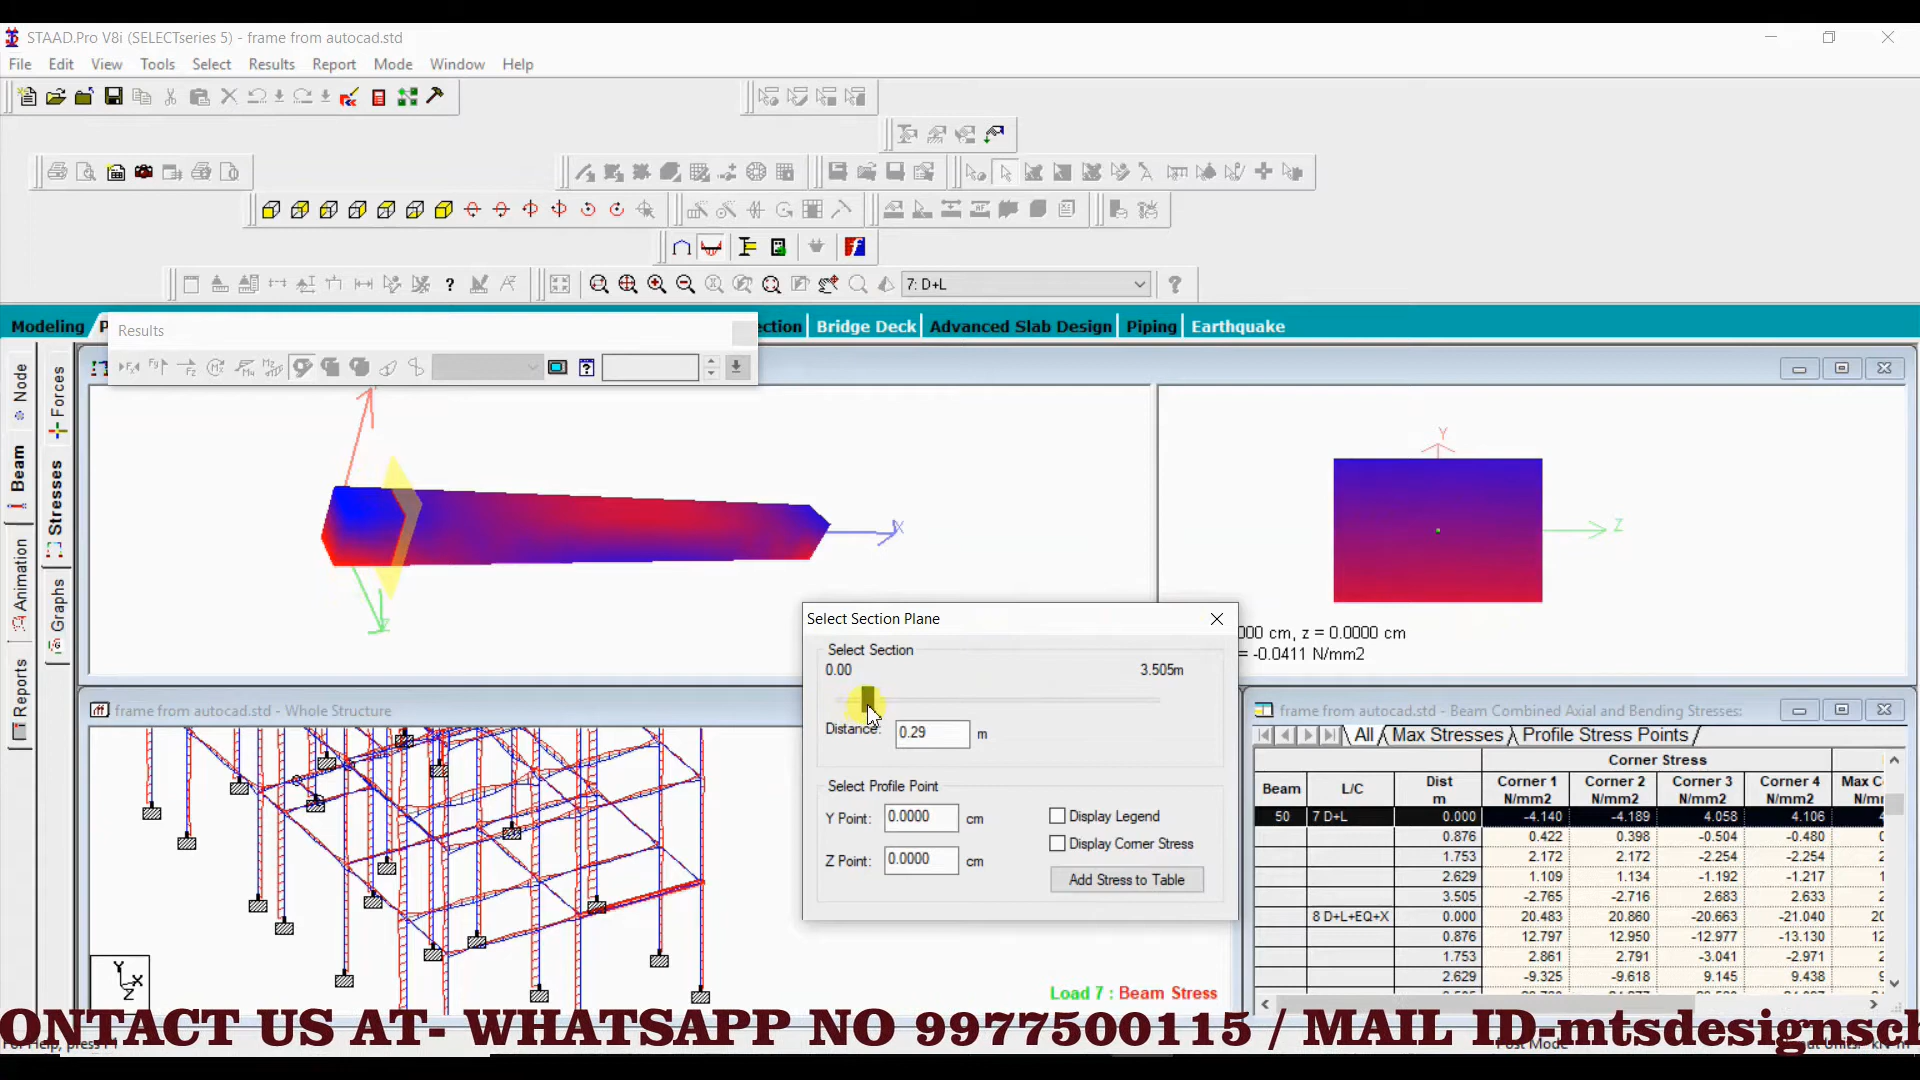 STAAD.Pro V8i (SELECTseries 5) - frame from autocad.std
File Edit View Tools Select Results Report Mode Window Help
7: D+L
Modeling
Bridge Deck
Advanced Slab Design
Piping
Earthquake
Results
Node
Beam
Animation
Reports
Forces
Stresses
Graphs
X
Z
Y
Z
000 cm, z = 0.0000 cm
= -0.0411 N/mm2
Select Section Plane
Select Section
0.00 3.505m
Distance: 0.29 m
Select Profile Point
Y Point: 0.0000 cm
Z Point: 0.0000 cm
Display Legend
Display Corner Stress
Add Stress to Table
frame from autocad.std - Whole Structure
Y
X
Z
Load 7 : Beam Stress
frame from autocad.std - Beam Combined Axial and Bending Stresses:
All Max Stresses Profile Stress Points
Corner Stress
Beam L/C Dist m Corner 1 N/mm2 Corner 2 N/mm2 Corner 3 N/mm2 Corner 4 N/mm2
50 7 D+L 0.000 -4.140 -4.189 4.058 4.106
0.876 0.422 0.398 -0.504 -0.480
1.753 2.172 2.172 -2.254 -2.254
2.629 1.109 1.134 -1.192 -1.217
3.505 -2.765 -2.716 2.683 2.633
8 D+L+EQ+X 0.000 20.483 20.860 -20.663 -21.040
0.876 12.797 12.950 -12.977 -13.130
1.753 2.861 2.791 -3.041 -2.971
2.629 -9.325 -9.618 9.145 9.438
ONTACT US AT- WHATSAPP NO 9977500115 / MAIL ID-mtsdesignsch